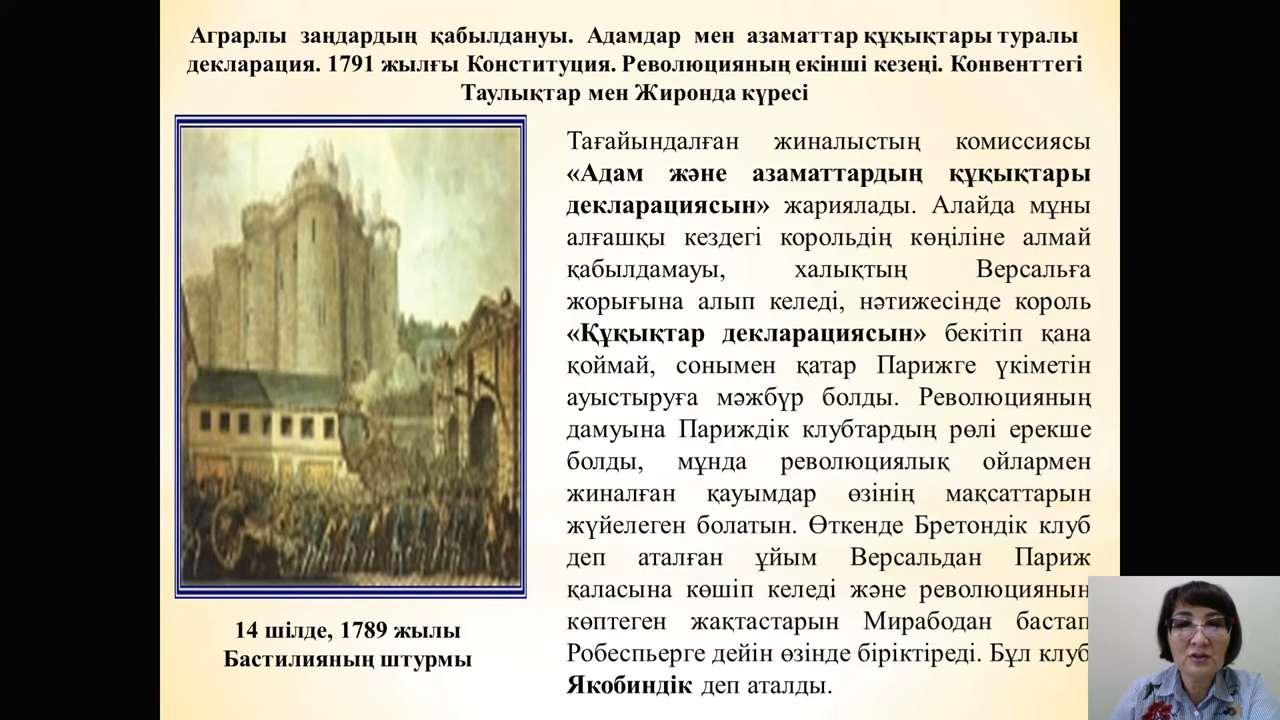 Аграрлы заңдардың қабылдануы. Адамдар мен азаматтар құқықтары туралы
декларация. 1791 жылғы Конституция. Революцияның екінші кезеңі. Конвенттегі
Таулықтар мен Жиронда күресі
Тағайындалған жиналыстың комиссиясы
«Адам және азаматтардың құқықтары
декларациясын» жариялады. Алайда мұны
алғашқы кездегі корольдің көңіліне алмай
қабылдамауы, халықтың Версальға
жорығына алып келеді, нәтижесінде король
«Құқықтар декларациясын» бекітіп қана
қоймай, сонымен қатар Парижге үкіметін
ауыстыруға мәжбүр болды. Революцияның
дамуына Париждік клубтардың рөлі ерекше
болды, мұнда революциялық ойлармен
жиналған қауымдар өзінің мақсаттарын
жүйелеген болатын. Өткенде Бретондік клуб
деп аталған ұйым Версальдан Париж
қаласына көшіп келеді және революцияның
көптеген жақтастарын Мирабодан бастап
Робеспьерге дейін өзінде біріктіреді. Бұл клуб
Якобиндік деп аталды.
14 шілде, 1789 жылы
Бастилияның штурмы